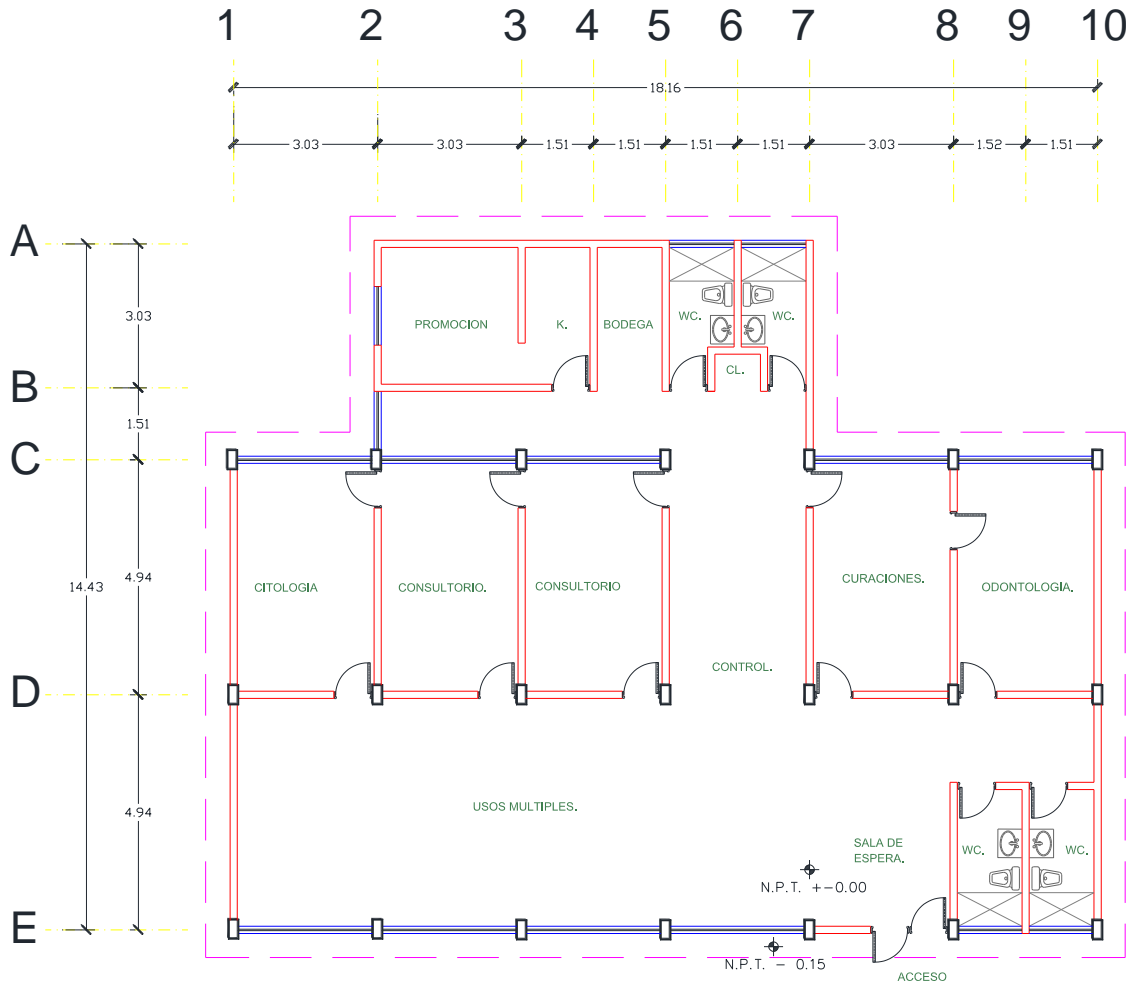 1 2 3 4 5 6 7 8 9 10
18.16
3.03 3.03 1.51 1.51 1.51 1.51 3.03 1.52 1.51
A
3.03
PROMOCION K. BODEGA WC. WC.
CL.
B
1.51
C
14.43
4.94
CITOLOGIA CONSULTORIO. CONSULTORIO CURACIONES. ODONTOLOGIA.
CONTROL.
D
4.94
USOS MULTIPLES.
SALA DE
ESPERA.
WC. WC.
N.P.T. +-0.00
E
N.P.T. - 0.15
ACCESO